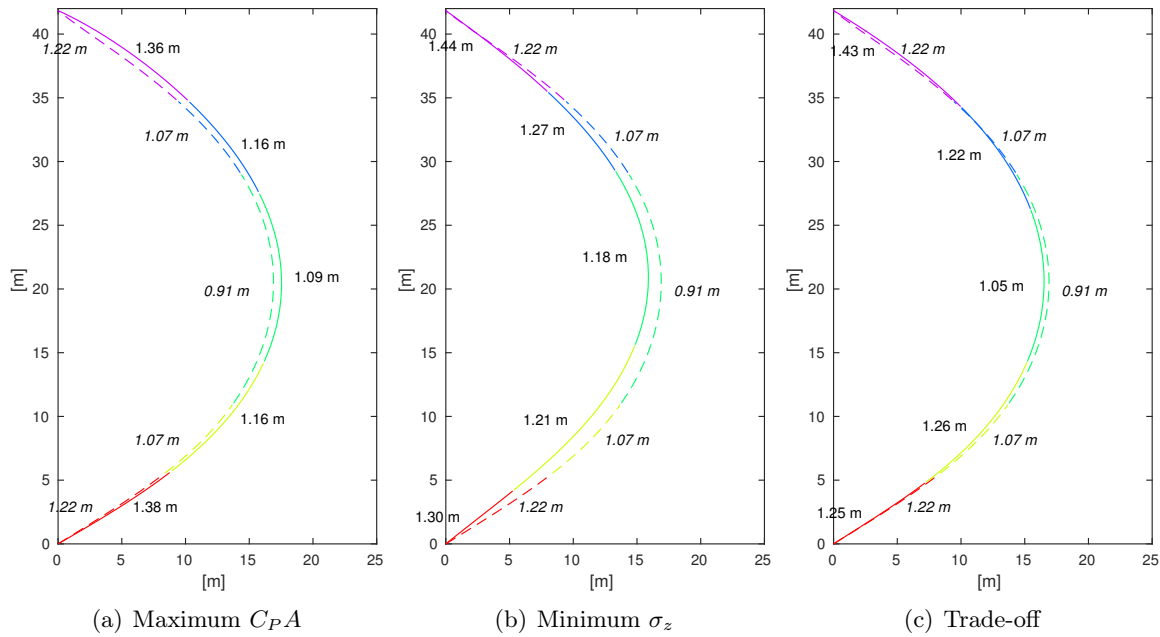 40
35
30
25
20
15
10
5
0
[m]
0 5 10 15 20 25
[m]
1.22 m
1.36 m
1.07 m
1.16 m
1.09 m
0.91 m
1.16 m
1.07 m
1.22 m
1.38 m
(a) Maximum C_P A
40
35
30
25
20
15
10
5
0
[m]
0 5 10 15 20 25
[m]
1.44 m
1.22 m
1.27 m
1.07 m
1.18 m
0.91 m
1.21 m
1.07 m
1.30 m
1.22 m
(b) Minimum σ_z
40
35
30
25
20
15
10
5
0
[m]
0 5 10 15 20 25
[m]
1.43 m
1.22 m
1.07 m
1.22 m
1.05 m
0.91 m
1.26 m
1.07 m
1.25 m
1.22 m
(c) Trade-off